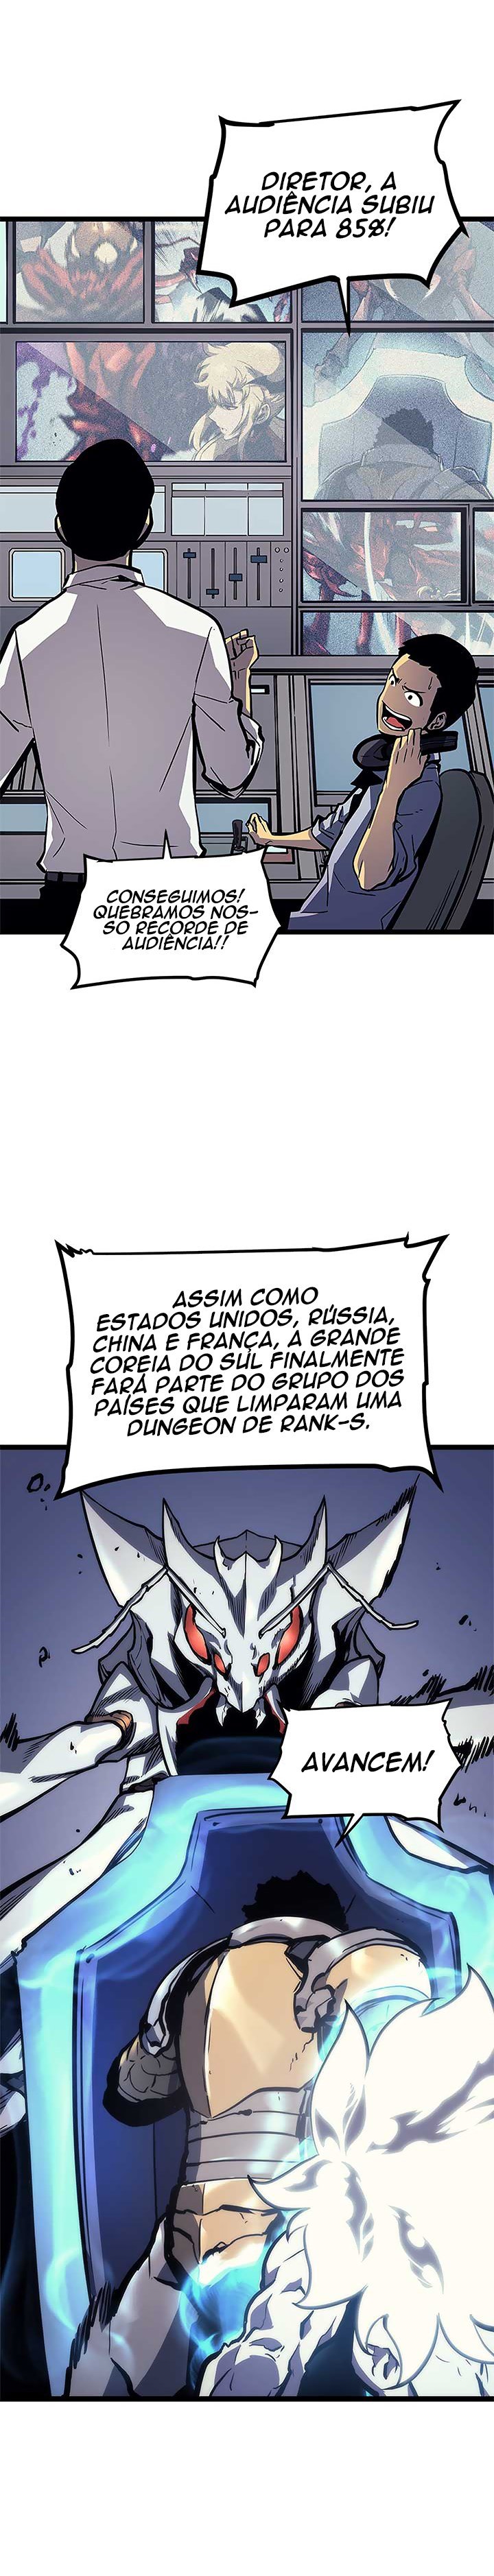 DIRETOR, A
AUDIÊNCIA SUBIU
PARA 85%!
CONSEGUIMOS!
QUEBRAMOS NOS-
SO RECORDE DE
AUDIÊNCIA!!
ASSIM COMO
ESTADOS UNIDOS, RÚSSIA,
CHINA E FRANÇA, A GRANDE
COREIA DO SUL FINALMENTE
FARÁ PARTE DO GRUPO DOS
PAÍSES QUE LIMPARAM UMA
DUNGEON DE RANK-S.
AVANCEM!